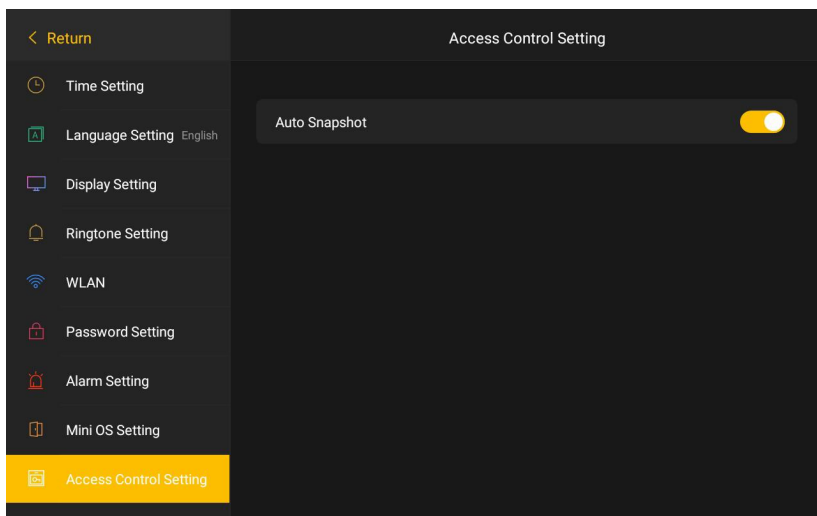 Return
Access Control Setting
Time Setting
Language Setting English
Display Setting
Ringtone Setting
WLAN
Password Setting
Alarm Setting
Mini OS Setting
Access Control Setting
Auto Snapshot